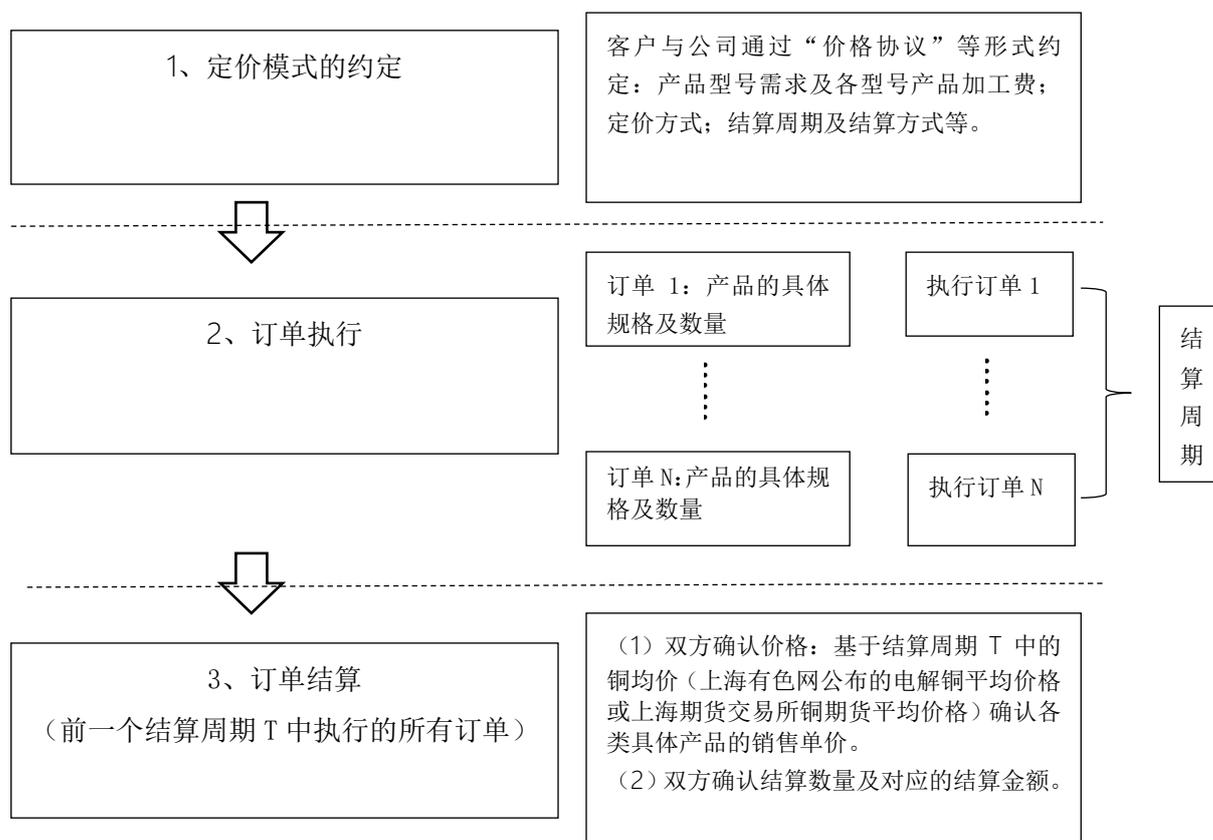 1、定价模式的约定
客户与公司通过“价格协议”等形式约
定：产品型号需求及各型号产品加工费；
定价方式；结算周期及结算方式等。
2、订单执行
订单 1：产品的具体
规格及数量
执行订单 1
订单 N：产品的具体规
格及数量
执行订单 N
结
算
周
期
3、订单结算
（前一个结算周期 T 中执行的所有订单）
（1）双方确认价格：基于结算周期 T 中的
铜均价（上海有色网公布的电解铜平均价格
或上海期货交易所铜期货平均价格）确认各
类具体产品的销售单价。
（2）双方确认结算数量及对应的结算金额。